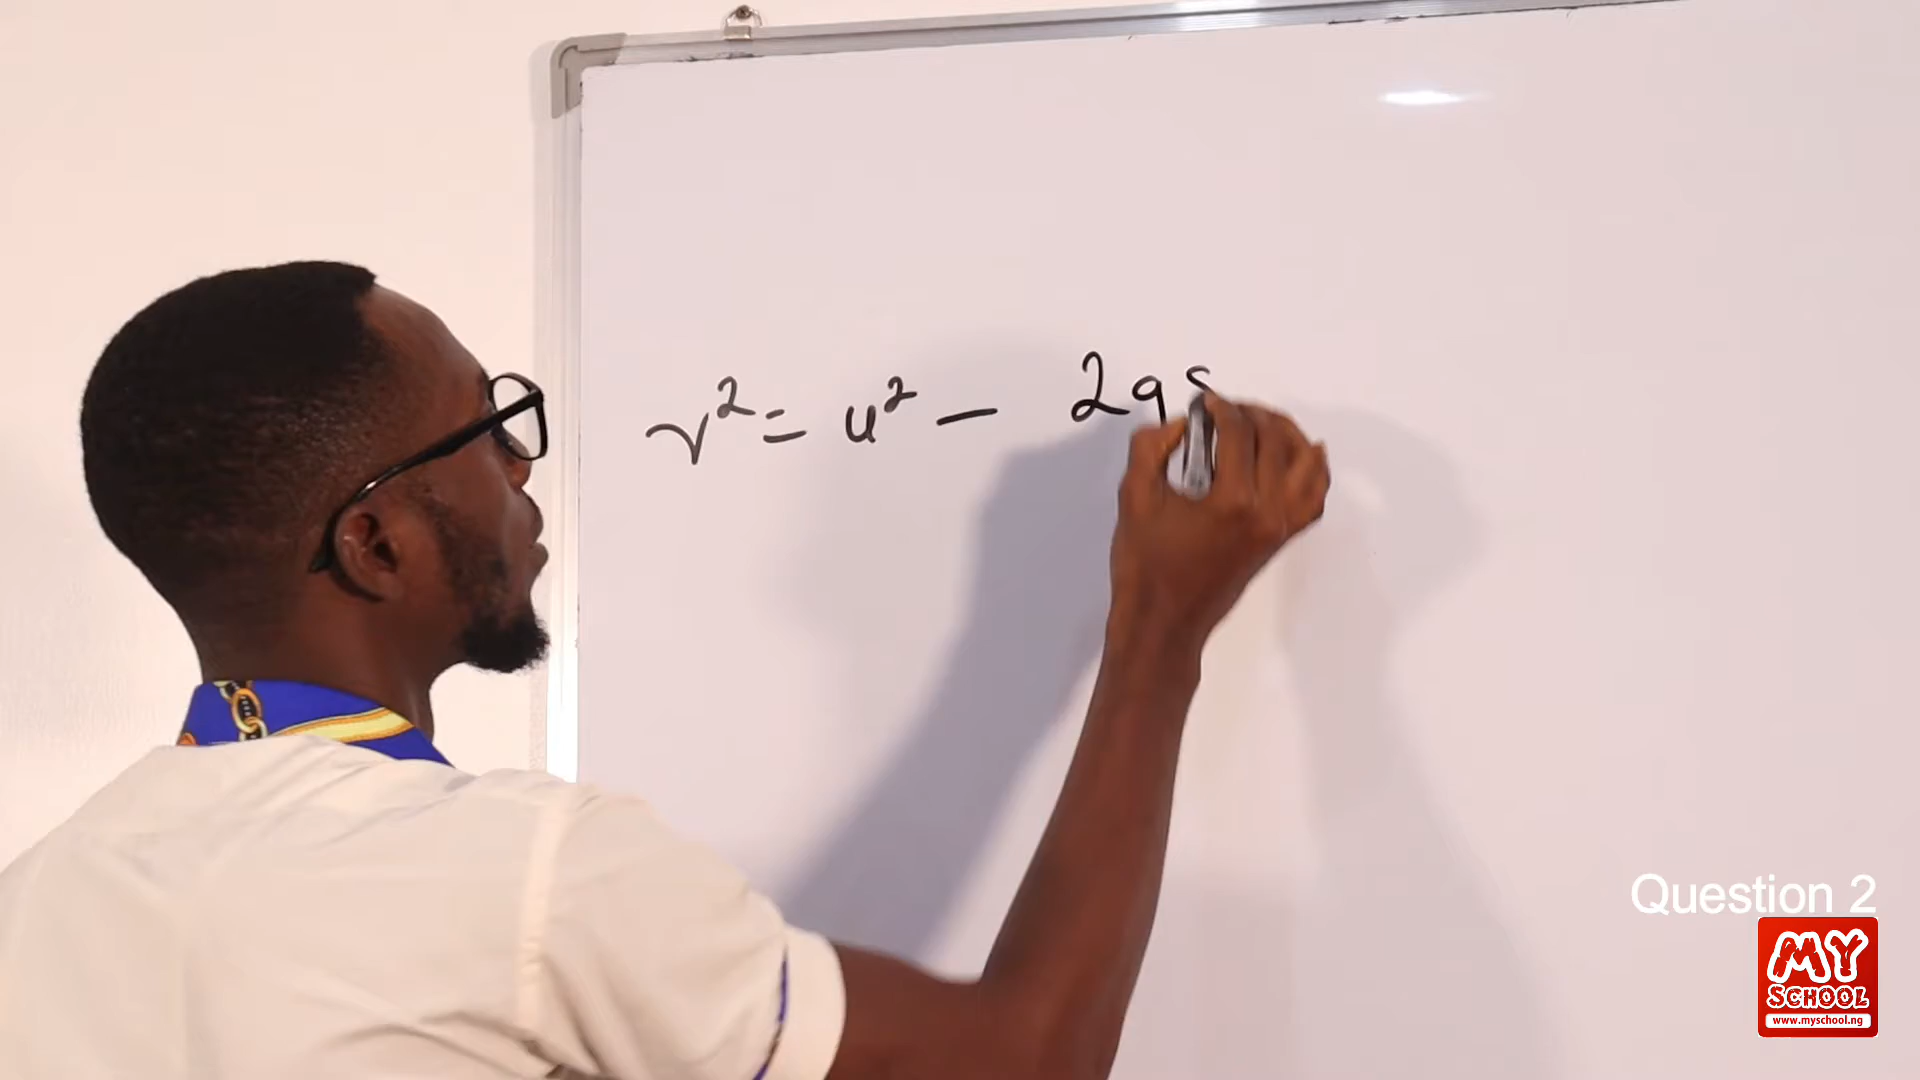 v² = u² - 2gs
Question 2
MY
SCHOOL
www.myschool.ng